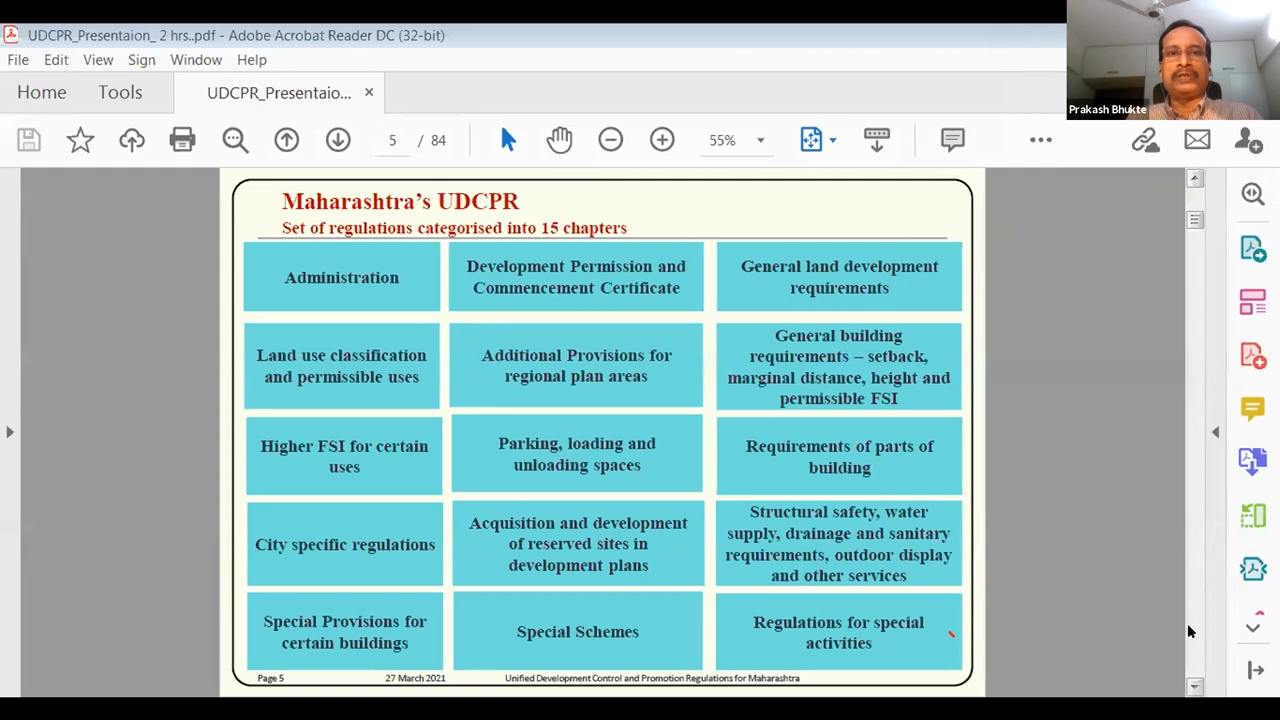 UDCPR_Presentaion_ 2 hrs..pdf - Adobe Acrobat Reader DC (32-bit)
File Edit View Sign Window Help
Home Tools UDCPR_Presentaio... ×
5 / 84 55%
Prakash Bhukte
Maharashtra’s UDCPR
Set of regulations categorised into 15 chapters
Administration
Development Permission and
Commencement Certificate
General land development
requirements
Land use classification
and permissible uses
Additional Provisions for
regional plan areas
General building
requirements – setback,
marginal distance, height and
permissible FSI
Higher FSI for certain
uses
Parking, loading and
unloading spaces
Requirements of parts of
building
City specific regulations
Acquisition and development
of reserved sites in
development plans
Structural safety, water
supply, drainage and sanitary
requirements, outdoor display
and other services
Special Provisions for
certain buildings
Special Schemes
Regulations for special
activities
Page 5 27 March 2021 Unified Development Control and Promotion Regulations for Maharashtra